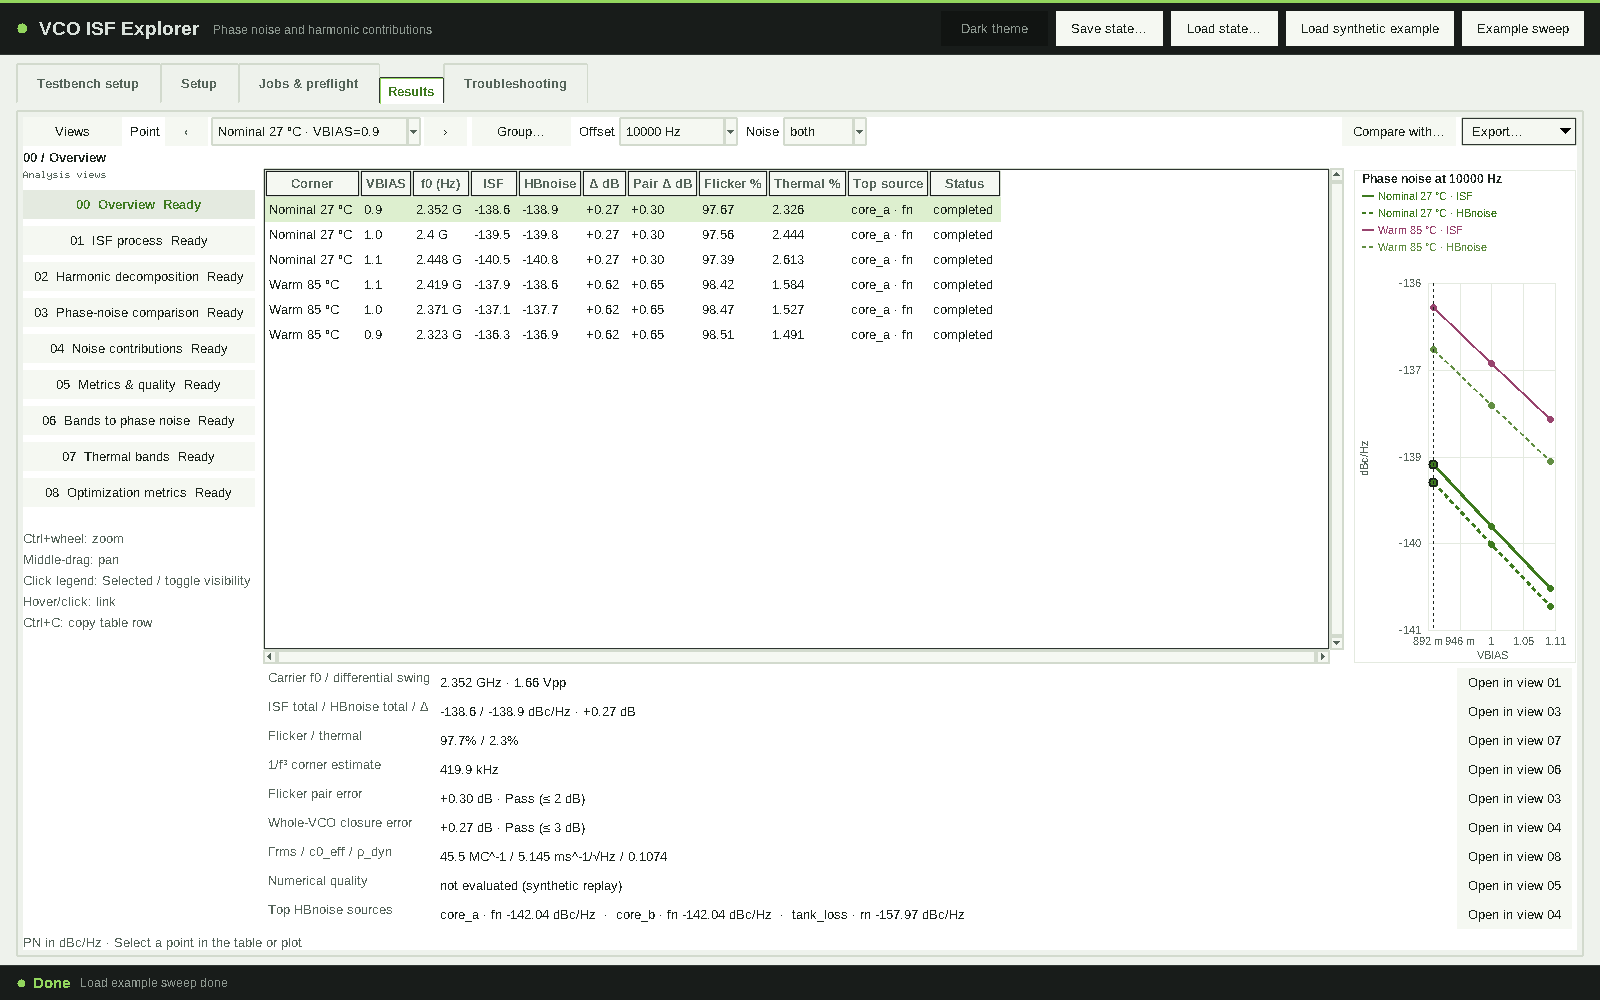 VCO ISF Explorer Phase noise and harmonic contributions Dark theme Save state... Load state... Load synthetic example Example sweep
Testbench setup Setup Jobs & preflight Results Troubleshooting
Views Point ‹ Nominal 27 °C · VBIAS=0.9 › Group... Offset 10000 Hz Noise both Compare with... Export...
00 / Overview
Analysis views
00 Overview Ready
01 ISF process Ready
02 Harmonic decomposition Ready
03 Phase-noise comparison Ready
04 Noise contributions Ready
05 Metrics & quality Ready
06 Bands to phase noise Ready
07 Thermal bands Ready
08 Optimization metrics Ready
Ctrl+wheel: zoom
Middle-drag: pan
Click legend: Selected / toggle visibility
Hover/click: link
Ctrl+C: copy table row
Corner VBIAS f0 (Hz) ISF HBnoise Δ dB Pair Δ dB Flicker % Thermal % Top source Status
Nominal 27 °C 0.9 2.352 G -138.6 -138.9 +0.27 +0.30 97.67 2.326 core_a · fn completed
Nominal 27 °C 1.0 2.4 G -139.5 -139.8 +0.27 +0.30 97.56 2.444 core_a · fn completed
Nominal 27 °C 1.1 2.448 G -140.5 -140.8 +0.27 +0.30 97.39 2.613 core_a · fn completed
Warm 85 °C 1.1 2.419 G -137.9 -138.6 +0.62 +0.65 98.42 1.584 core_a · fn completed
Warm 85 °C 1.0 2.371 G -137.1 -137.7 +0.62 +0.65 98.47 1.527 core_a · fn completed
Warm 85 °C 0.9 2.323 G -136.3 -136.9 +0.62 +0.65 98.51 1.491 core_a · fn completed
Phase noise at 10000 Hz
Nominal 27 °C · ISF
Nominal 27 °C · HBnoise
Warm 85 °C · ISF
Warm 85 °C · HBnoise
-136
-137
-139
-140
-141
dBc/Hz
892 m 946 m 1 1.05 1.11
VBIAS
Carrier f0 / differential swing 2.352 GHz · 1.66 Vpp Open in view 01
ISF total / HBnoise total / Δ -138.6 / -138.9 dBc/Hz · +0.27 dB Open in view 03
Flicker / thermal 97.7% / 2.3% Open in view 07
1/f³ corner estimate 419.9 kHz Open in view 06
Flicker pair error +0.30 dB · Pass (≤ 2 dB) Open in view 03
Whole-VCO closure error +0.27 dB · Pass (≤ 3 dB) Open in view 04
Γrms / c0_eff / ρ_dyn 45.5 MC^-1 / 5.145 ms^-1/√Hz / 0.1074 Open in view 08
Numerical quality not evaluated (synthetic replay) Open in view 05
Top HBnoise sources core_a · fn -142.04 dBc/Hz · core_b · fn -142.04 dBc/Hz · tank_loss · rn -157.97 dBc/Hz Open in view 04
PN in dBc/Hz · Select a point in the table or plot
Done Load example sweep done